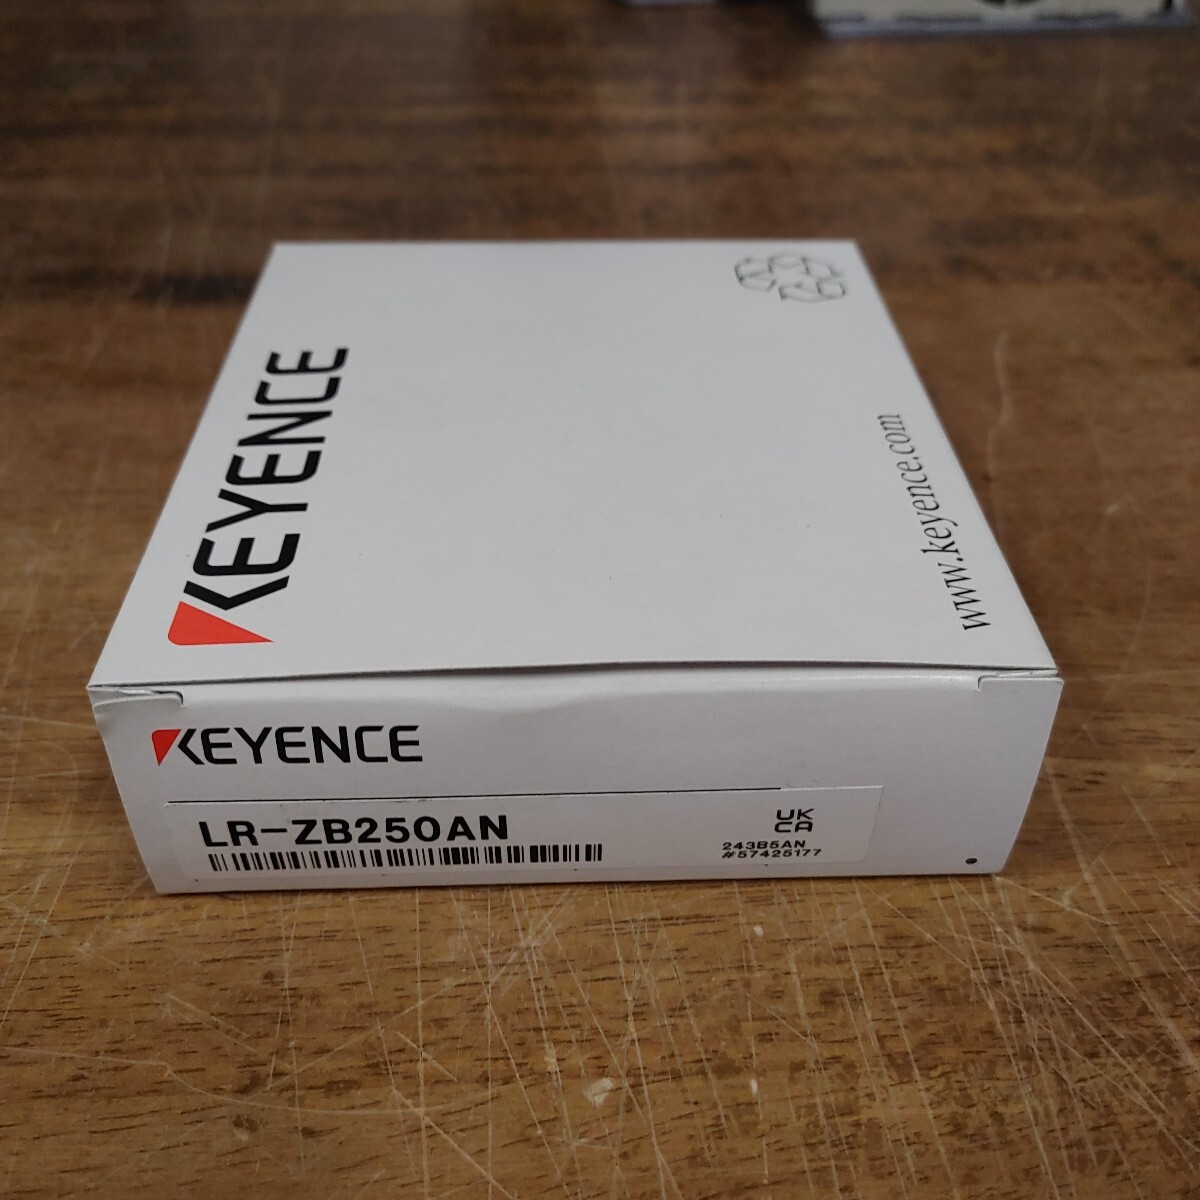 KEYENCE
www.keyence.com
KEYENCE
LR-ZB250AN
UK
CA
243B5AN
#57425177